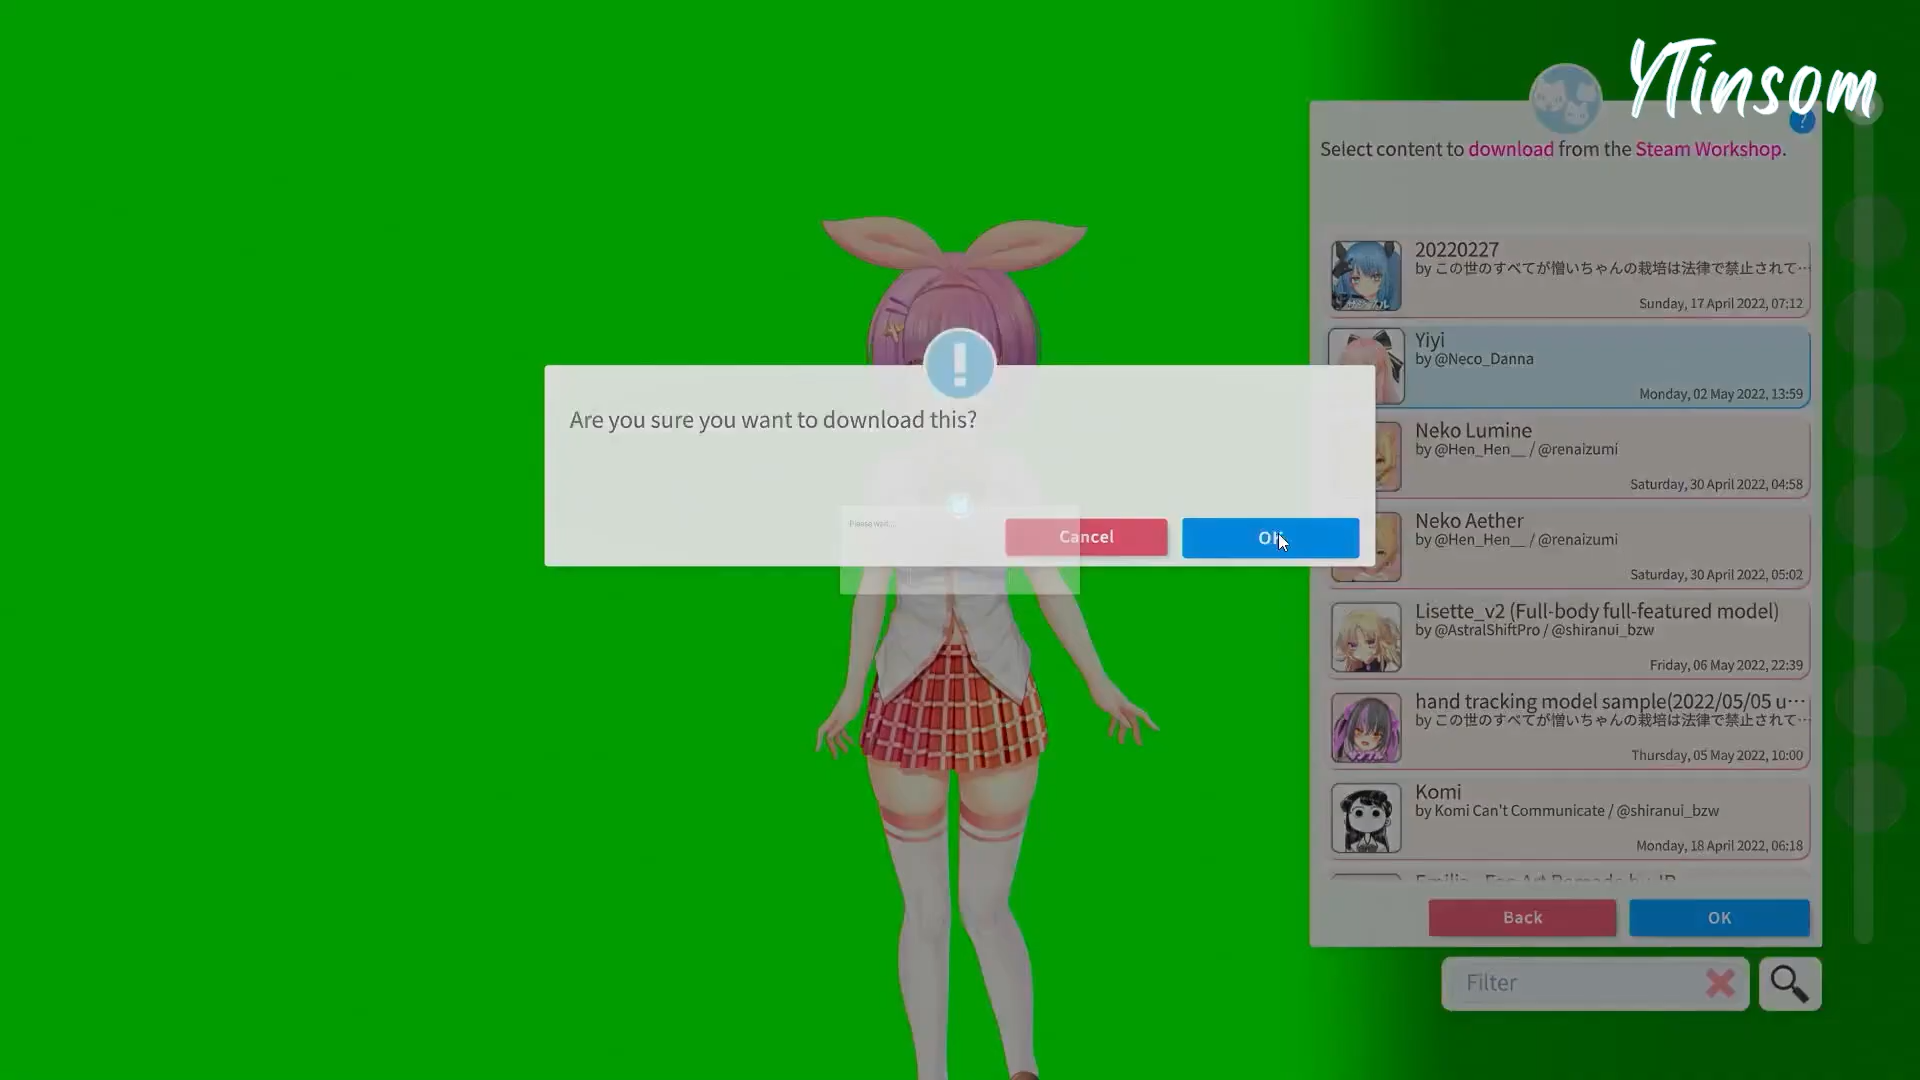 YTinsom
?
Select content to download from the Steam Workshop.
20220227
by この世のすべてが憎いちゃんの栽培は法律で禁止されて…
Sunday, 17 April 2022, 07:12
Yiyi
by @Neco_Danna
Monday, 02 May 2022, 13:59
Are you sure you want to download this?
Please wait...
Cancel
OK
Neko Lumine
by @Hen_Hen__ / @renaizumi
Saturday, 30 April 2022, 04:58
Neko Aether
by @Hen_Hen__ / @renaizumi
Saturday, 30 April 2022, 05:02
Lisette_v2 (Full-body full-featured model)
by @AstralShiftPro / @shiranui_bzw
Friday, 06 May 2022, 22:39
hand tracking model sample(2022/05/05 u…
by この世のすべてが憎いちゃんの栽培は法律で禁止されて…
Thursday, 05 May 2022, 10:00
Komi
by Komi Can't Communicate / @shiranui_bzw
Monday, 18 April 2022, 06:18
Back
OK
Filter